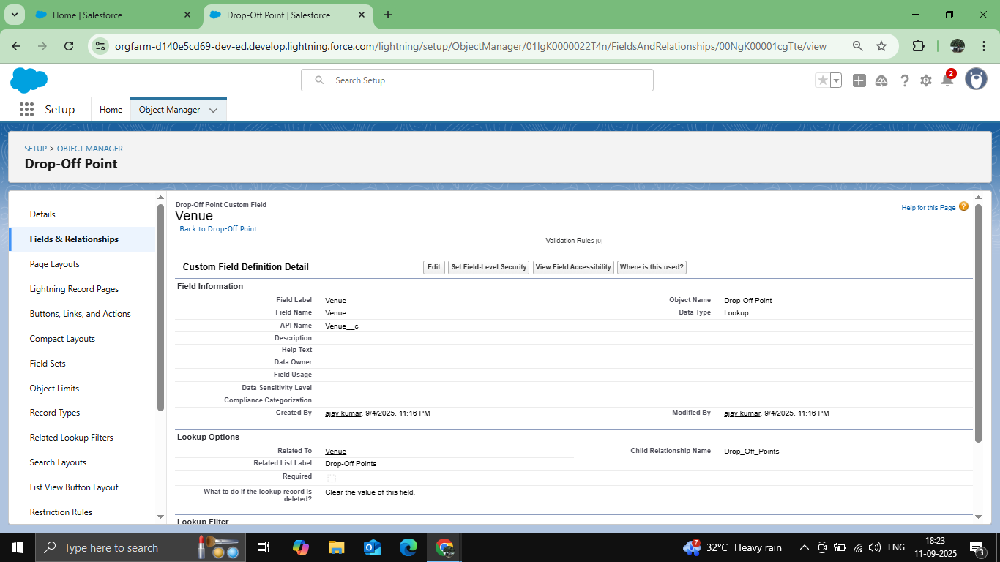 Home | Salesforce
Drop-Off Point | Salesforce
orgfarm-d140e5cd69-dev-ed.develop.lightning.force.com/lightning/setup/ObjectManager/01IgK0000022T4n/FieldsAndRelationships/00NgK00001cgTte/view
Search Setup
2
Setup
Home
Object Manager
SETUP > OBJECT MANAGER
Drop-Off Point
Details
Fields & Relationships
Page Layouts
Lightning Record Pages
Buttons, Links, and Actions
Compact Layouts
Field Sets
Object Limits
Record Types
Related Lookup Filters
Search Layouts
List View Button Layout
Restriction Rules
Drop-Off Point Custom Field
Venue
Back to Drop-Off Point
Help for this Page ?
Validation Rules [0]
Custom Field Definition Detail
Edit
Set Field-Level Security
View Field Accessibility
Where is this used?
Field Information
Field Label Venue Object Name Drop-Off Point
Field Name Venue Data Type Lookup
API Name Venue__c
Description
Help Text
Data Owner
Field Usage
Data Sensitivity Level
Compliance Categorization
Created By ajay kumar, 9/4/2025, 11:16 PM Modified By ajay kumar, 9/4/2025, 11:16 PM
Lookup Options
Related To Venue Child Relationship Name Drop_Off_Points
Related List Label Drop-Off Points
Required
What to do if the lookup record is
deleted? Clear the value of this field.
Lookup Filter
Type here to search
7
32°C Heavy rain
ENG
18:23
11-09-2025
3